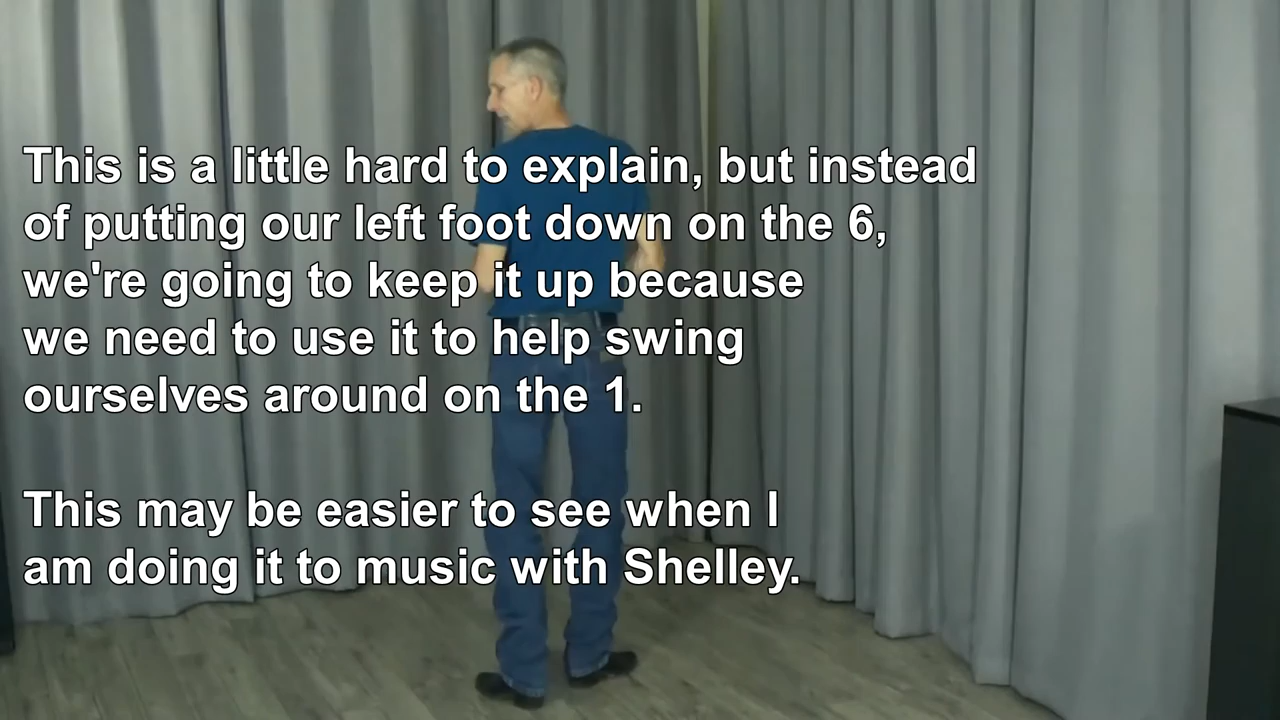 This is a little hard to explain, but instead
of putting our left foot down on the 6,
we're going to keep it up because
we need to use it to help swing
ourselves around on the 1.
This may be easier to see when I
am doing it to music with Shelley.